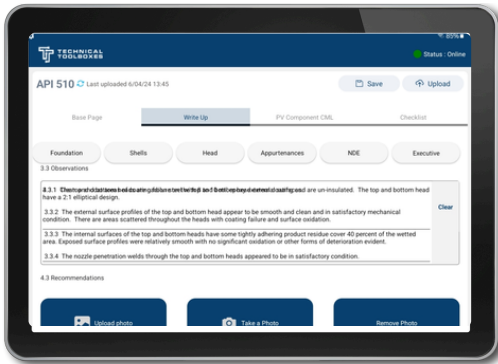 85%
TECHNICAL
TOOLBOXES
Status : Online
API 510 Last uploaded 6/04/24 13:45
Save
Upload
Base Page
Write Up
PV Component CML
Checklist
Foundation
Shells
Head
Appurtenances
NDE
Executive
3.3 Observations
and are un-insulated. The top and bottom head
have a 2:1 elliptical design.
Clear
3.3.2 The external surface profiles of the top and bottom head appear to be smooth and clean and in satisfactory mechanical
condition. There are areas scattered throughout the heads with coating failure and surface oxidation.
3.3.3 The internal surfaces of the top and bottom heads have some tightly adhering product residue cover 40 percent of the wetted
area. Exposed surface profiles were relatively smooth with no significant oxidation or other forms of deterioration evident.
3.3.4 The nozzle penetration welds through the top and bottom heads appeared to be in satisfactory condition.
4.3 Recommendations
Upload photo
Take a Photo
Remove Photo